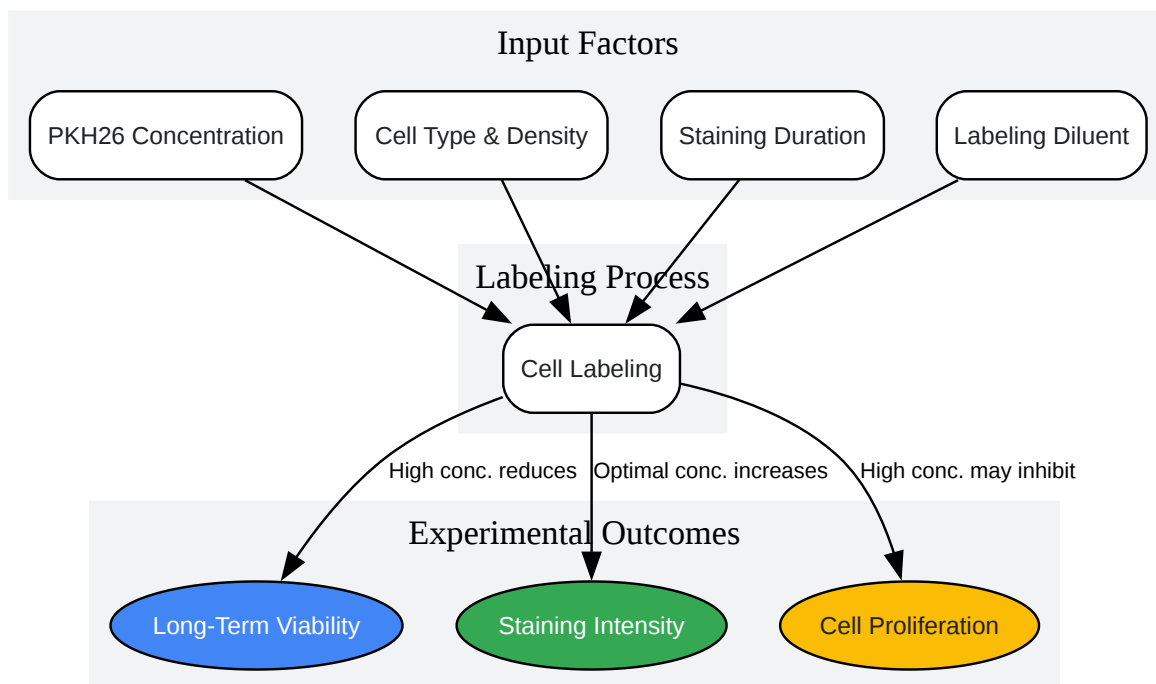 Input Factors
PKH26 Concentration
Cell Type & Density
Staining Duration
Labeling Diluent
Labeling Process
Cell Labeling
High conc. reduces
Optimal conc. increases
High conc. may inhibit
Experimental Outcomes
Long-Term Viability
Staining Intensity
Cell Proliferation